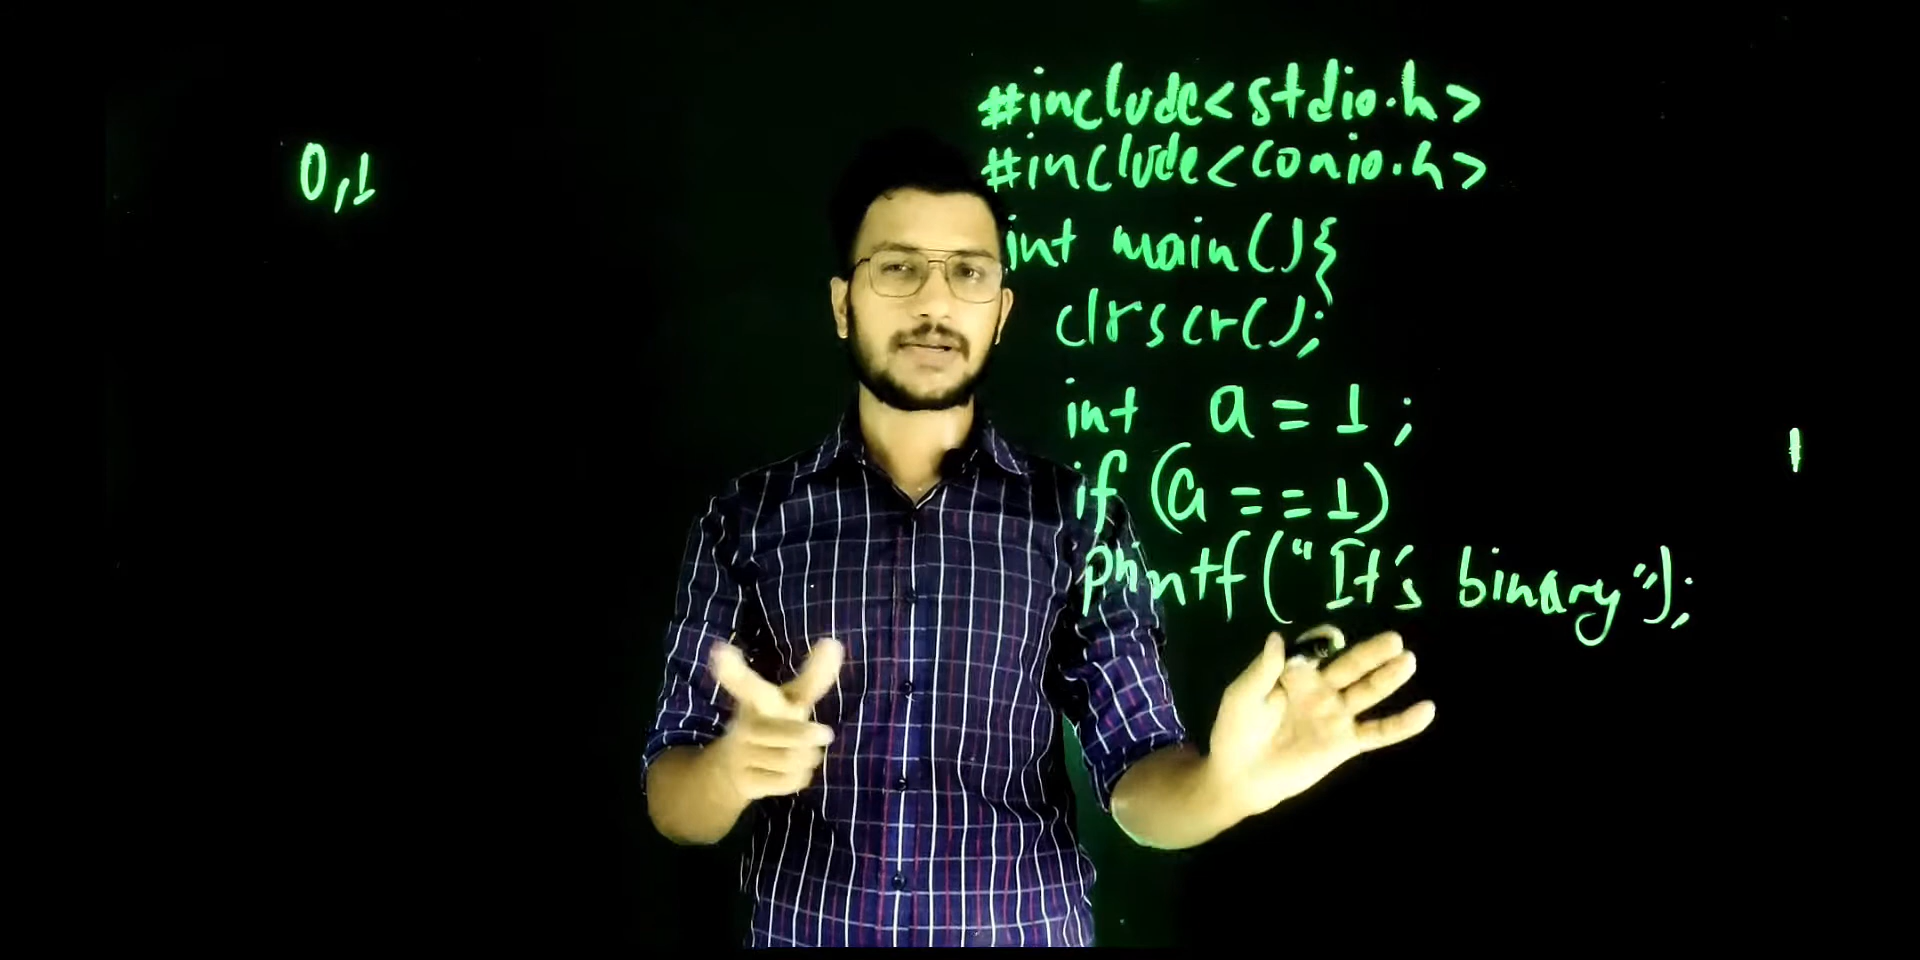 0,1
#include<stdio.h>
#include<conio.h>
int main(){
clrscr();
int a = 1;
if (a == 1)
printf("It's binary");